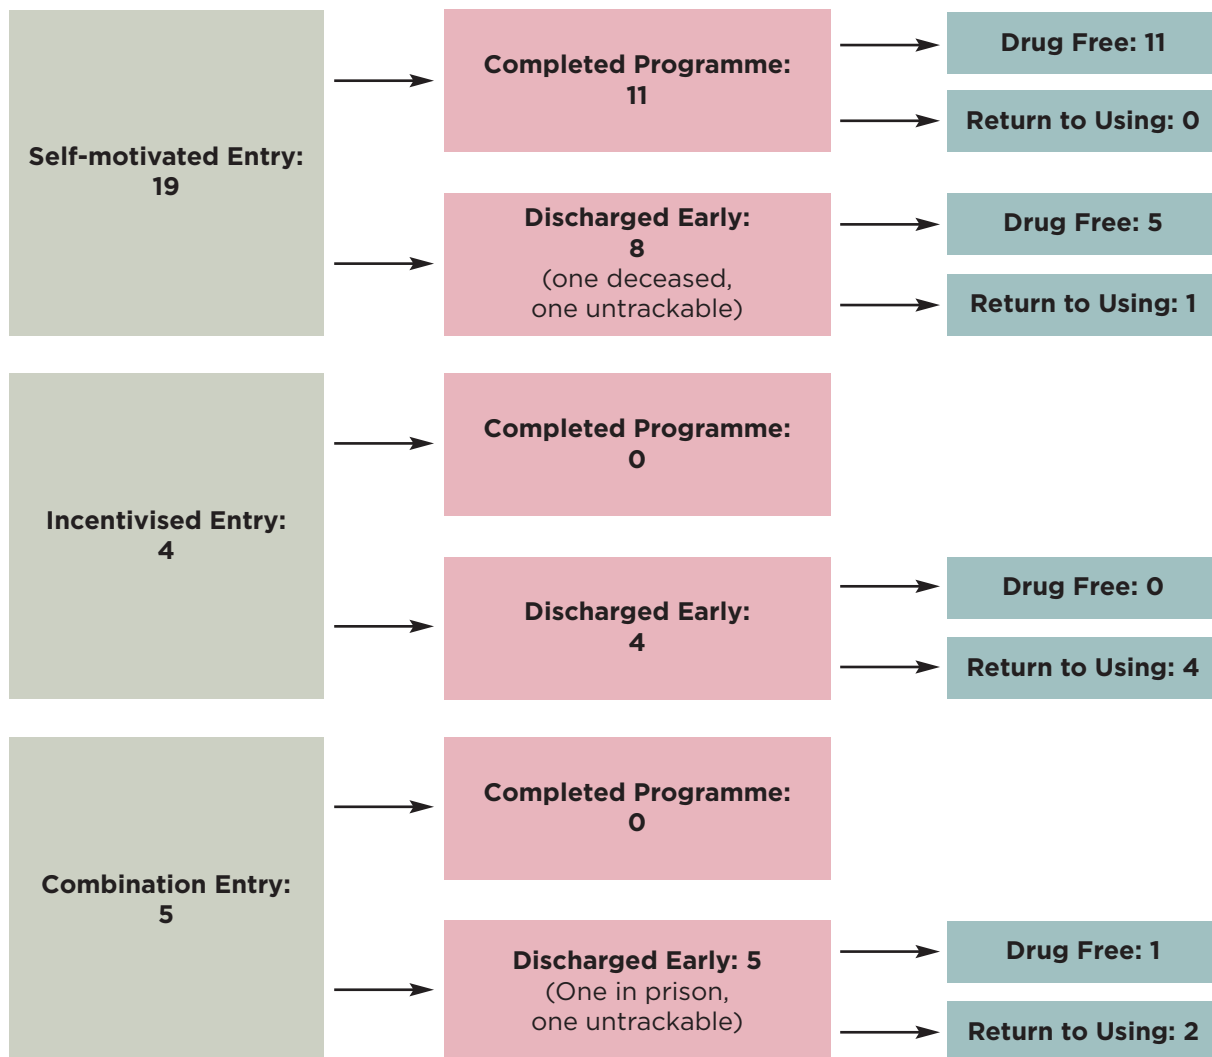 Self-motivated Entry:
19
Completed Programme:
11
Drug Free: 11
Return to Using: 0
Discharged Early:
8
(one deceased,
one untrackable)
Drug Free: 5
Return to Using: 1
Incentivised Entry:
4
Completed Programme:
0
Discharged Early:
4
Drug Free: 0
Return to Using: 4
Combination Entry:
5
Completed Programme:
0
Discharged Early: 5
(One in prison,
one untrackable)
Drug Free: 1
Return to Using: 2